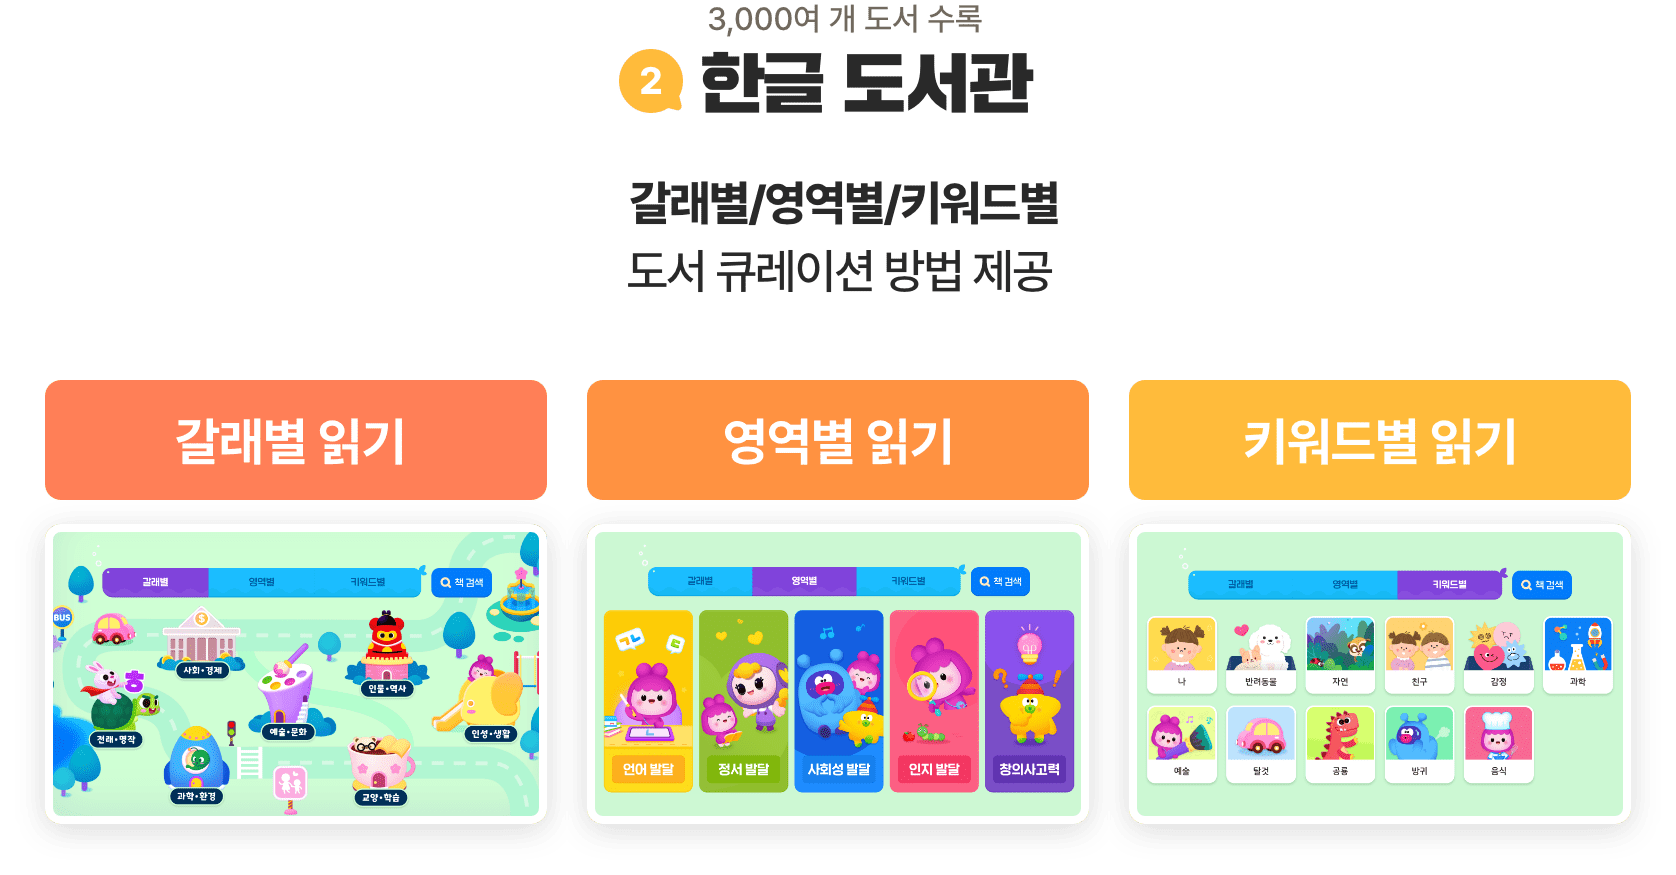 3,000여 개 도서 수록
2 한글 도서관
갈래별/영역별/키워드별
도서 큐레이션 방법 제공
갈래별 읽기
갈래별 영역별 키워드별 책 검색
BUS
$
사회•경제
인물•역사
ㅎ
전래•명작
예술•문화
인성•생활
과학•환경
교양•학습
영역별 읽기
갈래별 영역별 키워드별 책 검색
언어 발달 정서 발달 사회성 발달 인지 발달 창의사고력
키워드별 읽기
갈래별 영역별 키워드별 책 검색
나 반려동물 자연 친구 감정 과학
예술 탈것 공룡 방귀 음식